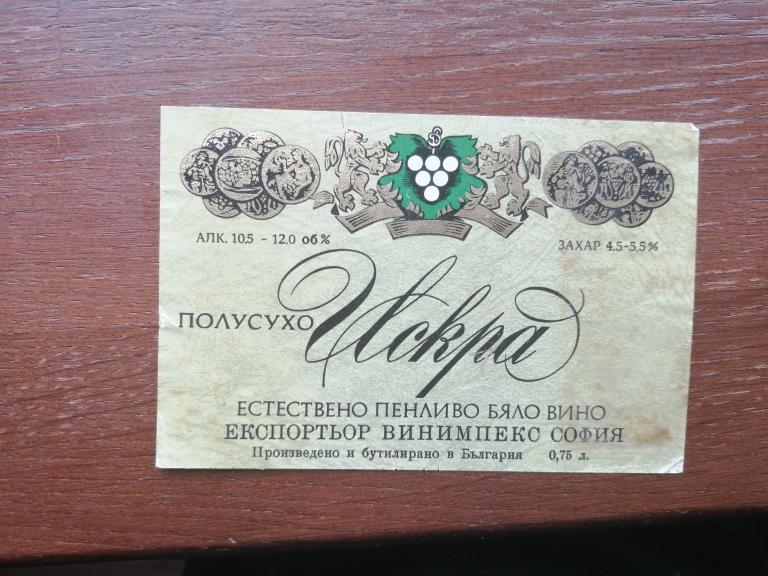 АЛК. 10,5 - 12.0 об %
ЗАХАР 4.5-5,5 %
ПОЛУСУХО
Искра
ЕСТЕСТВЕНО ПЕНЛИВО БЯЛО ВИНО
ЕКСПОРТЬОР ВИНИМПЕКС СОФИЯ
Произведено и бутилирано в България 0,75 л.